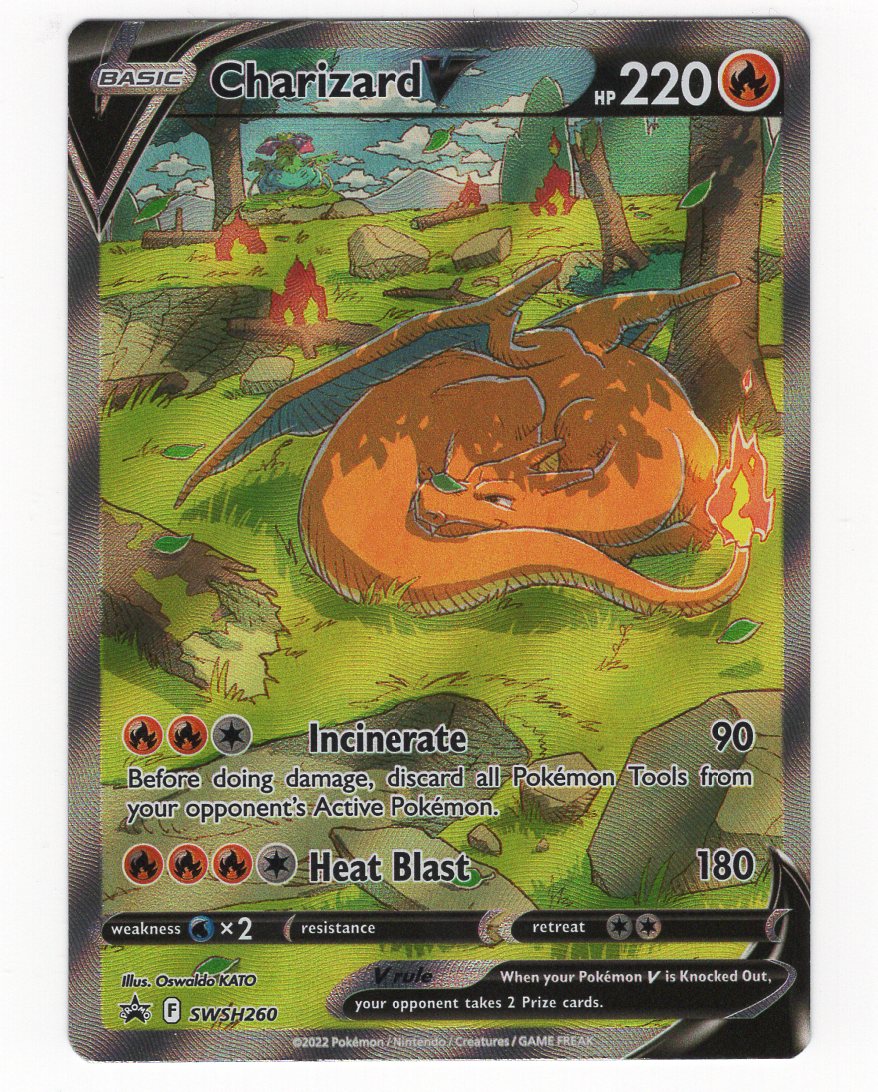 BASIC Charizard V HP 220
Incinerate 90
Before doing damage, discard all Pokémon Tools from
your opponent's Active Pokémon.
Heat Blast 180
weakness ×2 resistance retreat
Illus. Oswaldo KATO
V rule When your Pokémon V is Knocked Out,
your opponent takes 2 Prize cards.
PROMO F SWSH260
©2022 Pokémon / Nintendo / Creatures / GAME FREAK